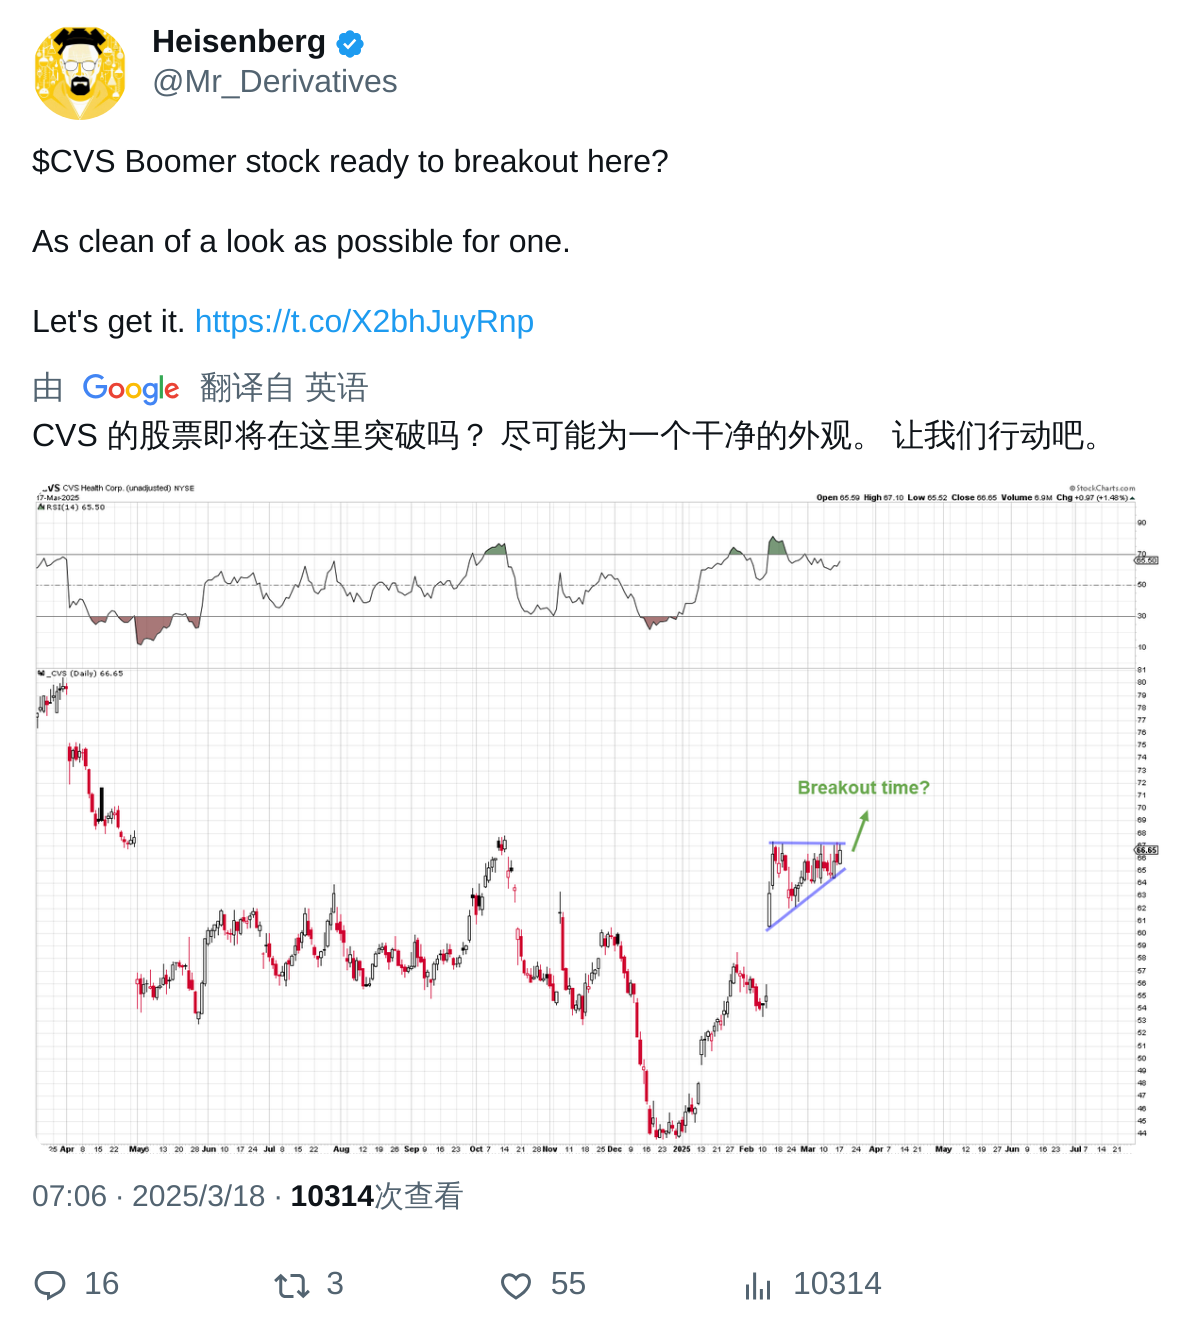 Heisenberg
@Mr_Derivatives
$CVS Boomer stock ready to breakout here?
As clean of a look as possible for one.
Let's get it. https://t.co/X2bhJuyRnp
由 Google 翻译自 英语
CVS 的股票即将在这里突破吗？ 尽可能为一个干净的外观。 让我们行动吧。
_VS CVS Health Corp. (unadjusted) NYSE
© StockCharts.com
17-Mar-2025
Open 65.59 High 67.10 Low 65.52 Close 66.65 Volume 6.9M Chg +0.97 (+1.48%)
RSI(14) 65.50
90
70
65.50
50
30
10
_CVS (Daily) 66.65
81
80
79
78
77
76
75
74
73
72
71
70
69
68
67
66.65
66
65
64
63
62
61
60
59
58
57
56
55
54
53
52
51
50
49
48
47
46
45
44
Breakout time?
25 Apr 8 15 22 May6 13 20 28 Jun 10 17 24 Jul 8 15 22 Aug 12 19 26 Sep 9 16 23 Oct 7 14 21 28 Nov 11 18 25 Dec 9 16 23 2025 13 21 27 Feb 10 18 24 Mar 10 17 24 Apr 7 14 21 May 12 19 27 Jun 9 16 23 Jul 7 14 21
07:06 · 2025/3/18 · 10314次查看
16 3 55 10314